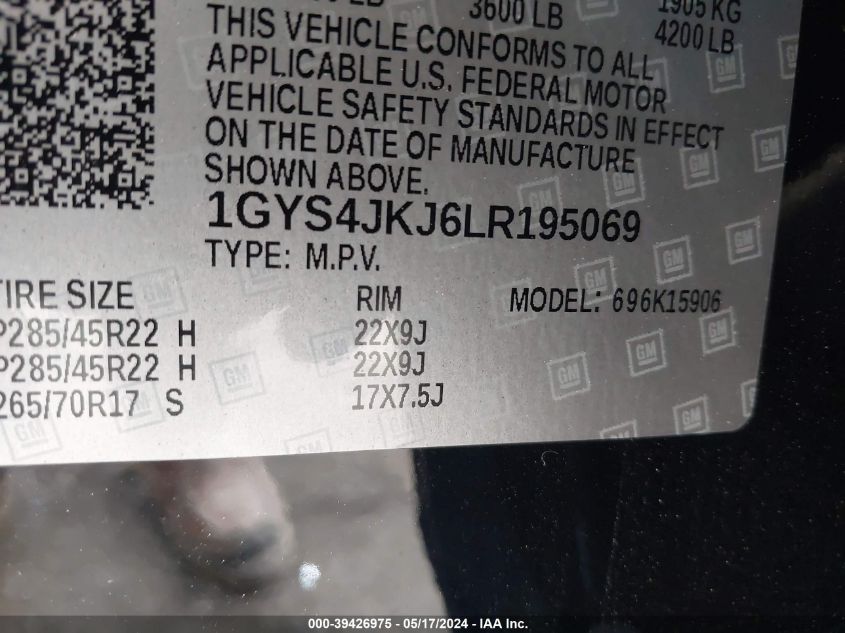 3600 LB
1905 KG
4200 LB
THIS VEHICLE CONFORMS TO ALL
APPLICABLE U.S. FEDERAL MOTOR
VEHICLE SAFETY STANDARDS IN EFFECT
ON THE DATE OF MANUFACTURE
SHOWN ABOVE.
1GYS4JKJ6LR195069
TYPE: M.P.V.
TIRE SIZE RIM MODEL: 696K15906
P285/45R22 H 22X9J
P285/45R22 H 22X9J
265/70R17 S 17X7.5J
GM
000-39426975 — 05/17/2024 — IAA Inc.